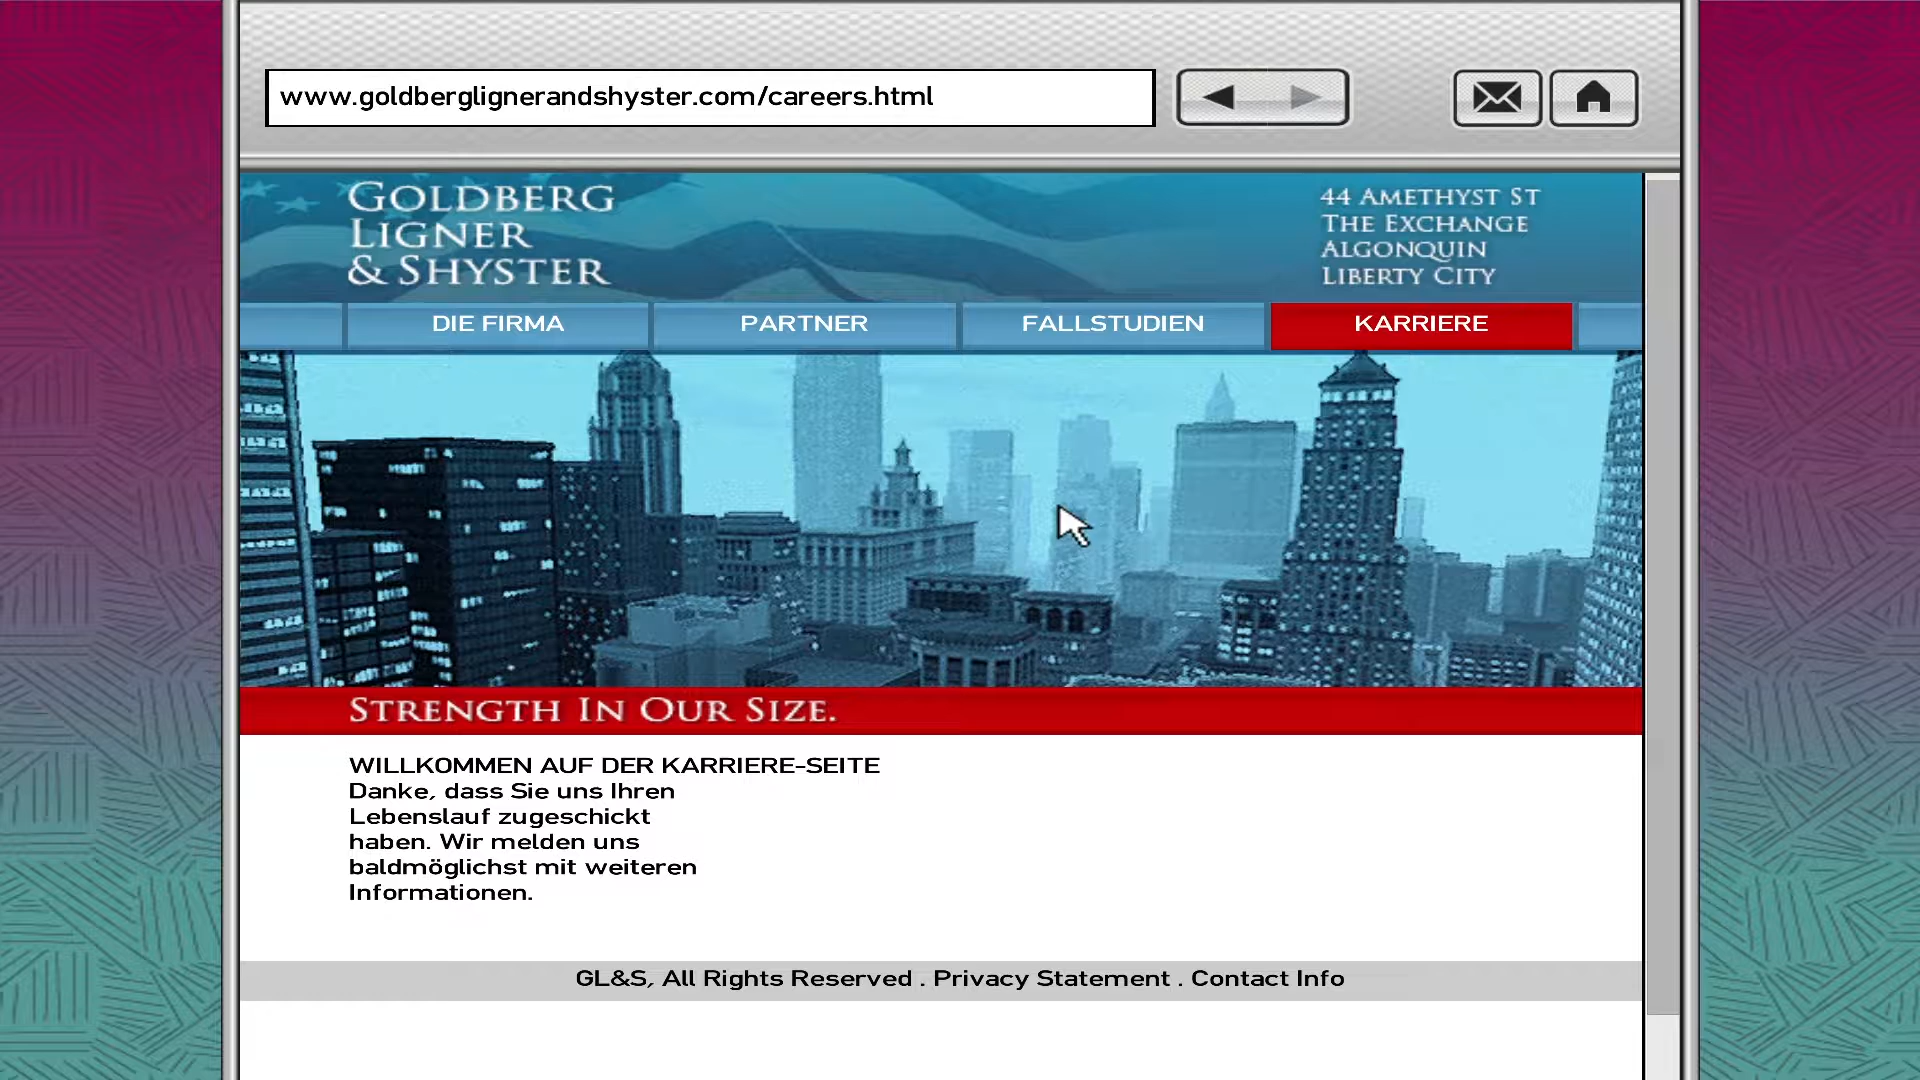 www.goldberglignerandshyster.com/careers.html
GOLDBERG
LIGNER
& SHYSTER
44 AMETHYST ST
THE EXCHANGE
ALGONQUIN
LIBERTY CITY
DIE FIRMA
PARTNER
FALLSTUDIEN
KARRIERE
STRENGTH IN OUR SIZE.
WILLKOMMEN AUF DER KARRIERE-SEITE
Danke, dass Sie uns Ihren
Lebenslauf zugeschickt
haben. Wir melden uns
baldmöglichst mit weiteren
Informationen.
GL&S, All Rights Reserved . Privacy Statement . Contact Info